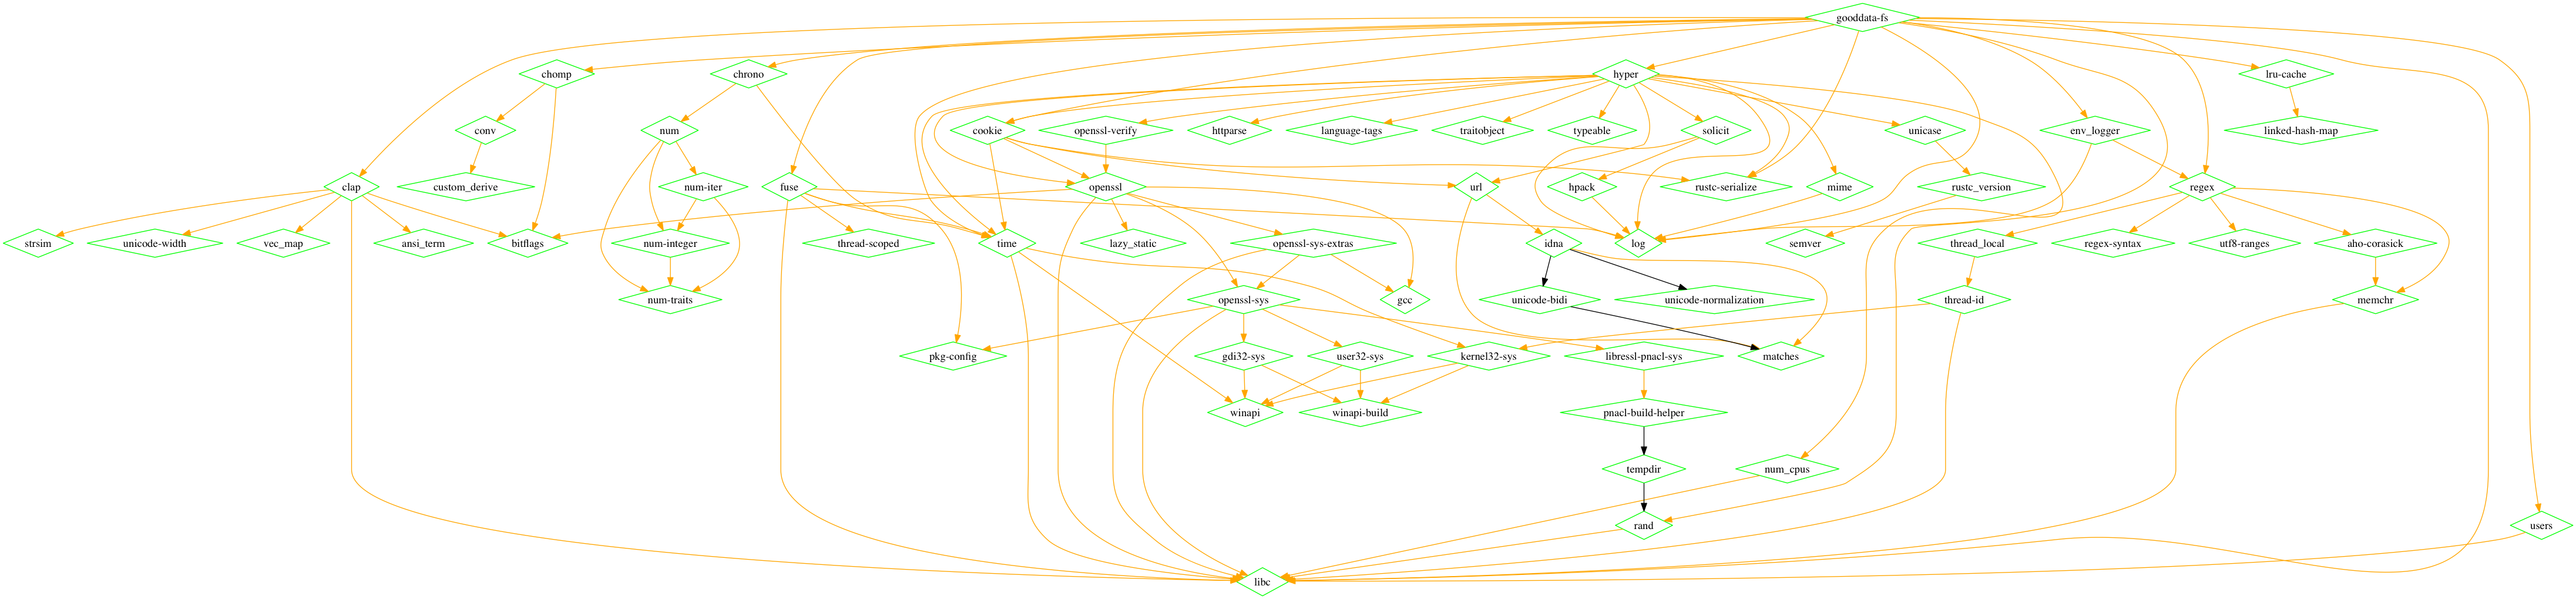 gooddata-fs
chomp
chrono
hyper
lru-cache
conv
num
cookie
openssl-verify
httparse
language-tags
traitobject
typeable
solicit
unicase
env_logger
linked-hash-map
clap
custom_derive
num-iter
fuse
openssl
url
hpack
rustc-serialize
mime
rustc_version
regex
strsim
unicode-width
vec_map
ansi_term
bitflags
num-integer
thread-scoped
time
lazy_static
openssl-sys-extras
idna
log
semver
thread_local
regex-syntax
utf8-ranges
aho-corasick
num-traits
openssl-sys
gcc
unicode-bidi
unicode-normalization
thread-id
memchr
pkg-config
gdi32-sys
user32-sys
kernel32-sys
libressl-pnacl-sys
matches
winapi
winapi-build
pnacl-build-helper
tempdir
num_cpus
rand
users
libc